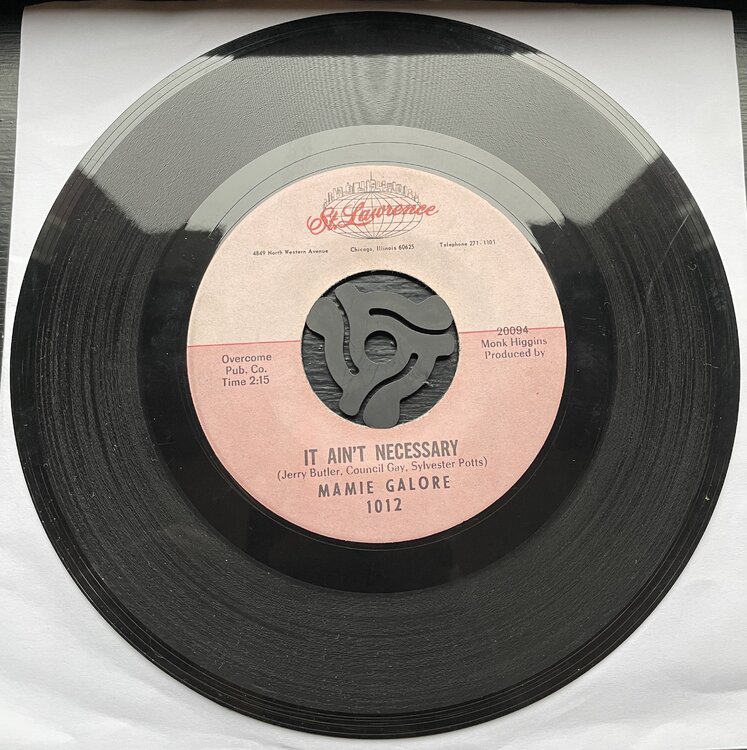 St. Lawrence
4849 North Western Avenue Chicago, Illinois 60625 Telephone 271-1101
Overcome
Pub. Co.
Time 2:15
20094
Monk Higgins
Produced by
IT AIN'T NECESSARY
(Jerry Butler, Council Gay, Sylvester Potts)
MAMIE GALORE
1012